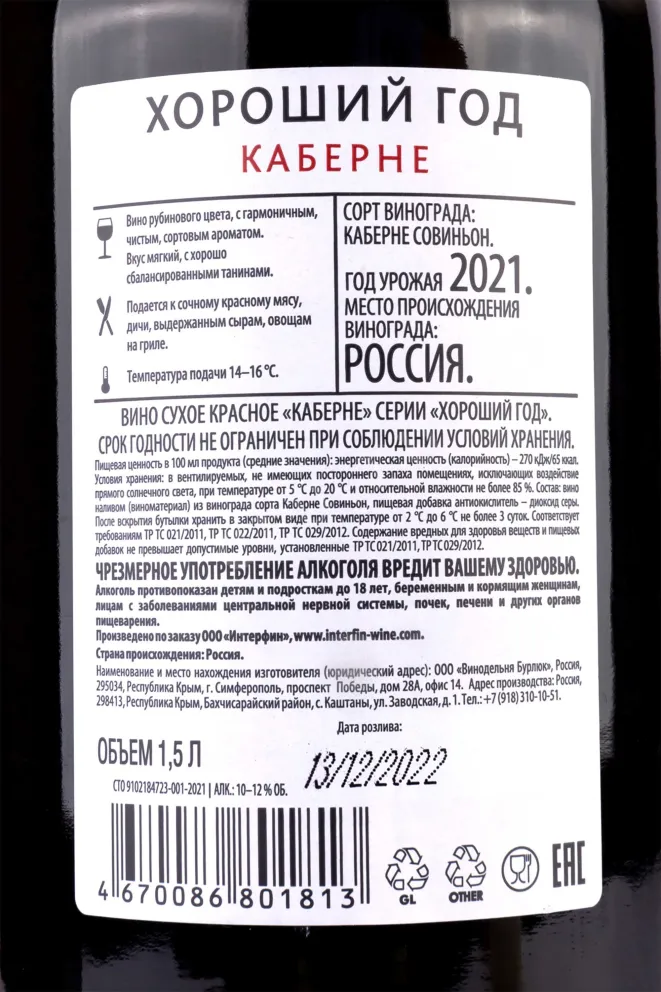 ХОРОШИЙ ГОД
КАБЕРНЕ
Вино рубинового цвета, с гармоничным,
чистым, сортовым ароматом.
Вкус мягкий, с хорошо
сбалансированными танинами.
Подается к сочному красному мясу,
дичи, выдержанным сырам, овощам
на гриле.
Температура подачи 14–16 °C.
СОРТ ВИНОГРАДА:
КАБЕРНЕ СОВИНЬОН.
ГОД УРОЖАЯ 2021.
МЕСТО ПРОИСХОЖДЕНИЯ
ВИНОГРАДА:
РОССИЯ.
ВИНО СУХОЕ КРАСНОЕ «КАБЕРНЕ» СЕРИИ «ХОРОШИЙ ГОД».
СРОК ГОДНОСТИ НЕ ОГРАНИЧЕН ПРИ СОБЛЮДЕНИИ УСЛОВИЙ ХРАНЕНИЯ.
Пищевая ценность в 100 мл продукта (средние значения): энергетическая ценность (калорийность) – 270 кДж/65 ккал.
Условия хранения: в вентилируемых, не имеющих постороннего запаха помещениях, исключающих воздействие
прямого солнечного света, при температуре от 5 °C до 20 °C и относительной влажности не более 85 %. Состав: вино
наливом (виноматериал) из винограда сорта Каберне Совиньон, пищевая добавка антиокислитель – диоксид серы.
После вскрытия бутылки хранить в закрытом виде при температуре от 2 °C до 6 °C не более 3 суток. Соответствует
требованиям ТР ТС 021/2011, ТР ТС 022/2011, ТР ТС 029/2012. Содержание вредных для здоровья веществ и пищевых
добавок не превышает допустимые уровни, установленные ТР ТС 021/2011, ТР ТС 029/2012.
ЧРЕЗМЕРНОЕ УПОТРЕБЛЕНИЕ АЛКОГОЛЯ ВРЕДИТ ВАШЕМУ ЗДОРОВЬЮ.
Алкоголь противопоказан детям и подросткам до 18 лет, беременным и кормящим женщинам,
лицам с заболеваниями центральной нервной системы, почек, печени и других органов
пищеварения.
Произведено по заказу ООО «Интерфин», www.interfin-wine.com.
Страна происхождения: Россия.
Наименование и место нахождения изготовителя (юридический адрес): ООО «Винодельня Бурлюк», Россия,
295034, Республика Крым, г. Симферополь, проспект Победы, дом 28А, офис 14. Адрес производства: Россия,
298413, Республика Крым, Бахчисарайский район, с. Каштаны, ул. Заводская, д. 1. Тел.: +7 (918) 310-10-51.
Дата розлива:
ОБЪЕМ 1,5 Л
13/12/2022
СТО 9102184723-001-2021 | АЛК.: 10–12 % ОБ.
4 670086 801813
GL
OTHER
EAC